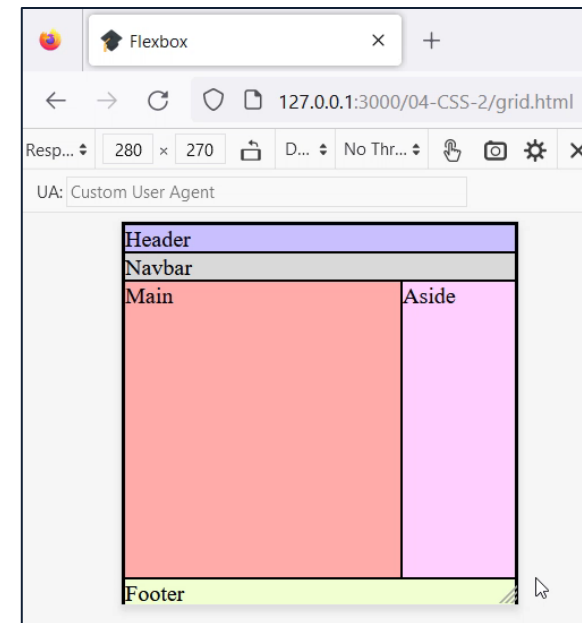 Flexbox
127.0.0.1:3000/04-CSS-2/grid.html
Resp... 280 × 270 D... No Thr...
UA: Custom User Agent
Header
Navbar
Main Aside
Footer